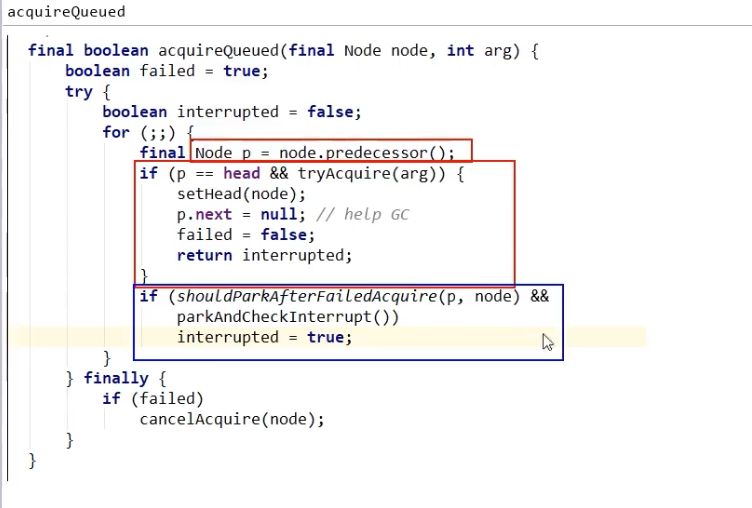 acquireQueued
final boolean acquireQueued(final Node node, int arg) {
boolean failed = true;
try {
boolean interrupted = false;
for (;;) {
final Node p = node.predecessor();
if (p == head && tryAcquire(arg)) {
setHead(node);
p.next = null; // help GC
failed = false;
return interrupted;
}
if (shouldParkAfterFailedAcquire(p, node) &&
parkAndCheckInterrupt())
interrupted = true;
}
} finally {
if (failed)
cancelAcquire(node);
}
}